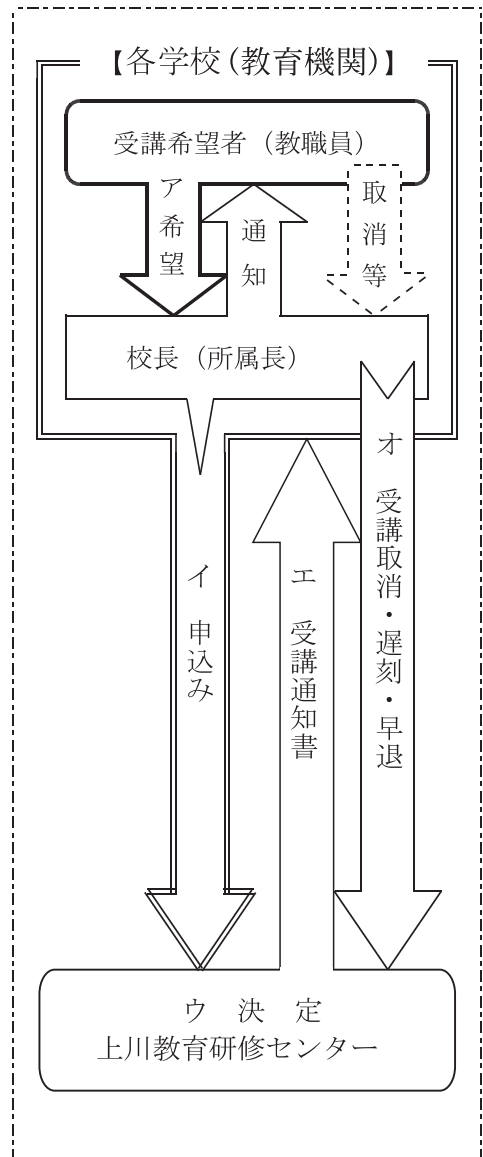 【各学校(教育機関)】
受講希望者（教職員）
ア希望
通知
取消等
校長（所属長）
イ　申込み
エ　受講通知書
オ　受講取消・遅刻・早退
ウ　決　定
上川教育研修センター